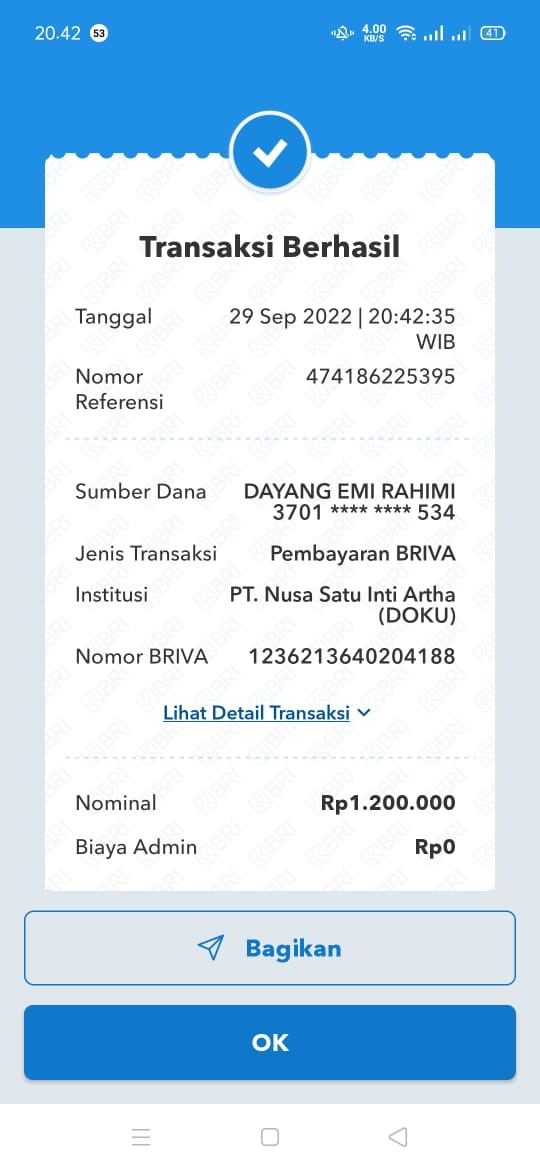 20.42 53 4.00 KB/S 41
Transaksi Berhasil
Tanggal 29 Sep 2022 | 20:42:35
WIB
Nomor 474186225395
Referensi
Sumber Dana DAYANG EMI RAHIMI
3701 **** **** 534
Jenis Transaksi Pembayaran BRIVA
Institusi PT. Nusa Satu Inti Artha
(DOKU)
Nomor BRIVA 1236213640204188
Lihat Detail Transaksi
Nominal Rp1.200.000
Biaya Admin Rp0
Bagikan
OK